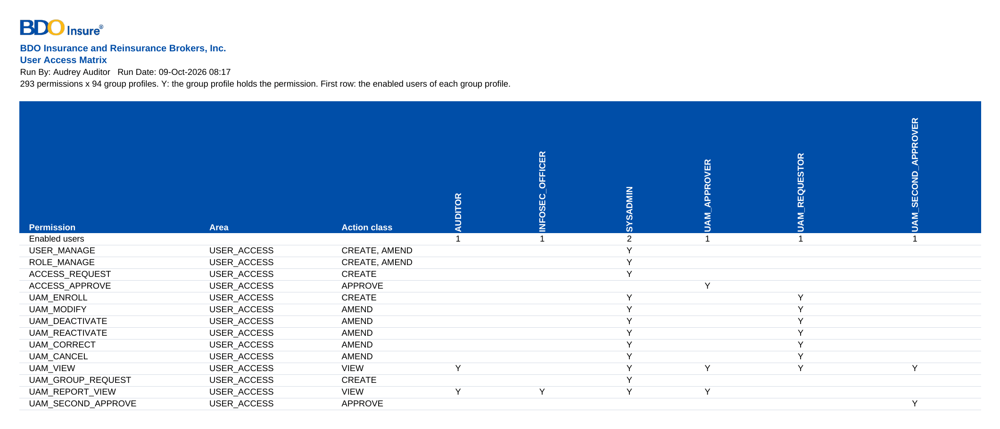 BDO Insure®
BDO Insurance and Reinsurance Brokers, Inc.
User Access Matrix
Run By: Audrey Auditor   Run Date: 09-Oct-2026 08:17
293 permissions x 94 group profiles. Y: the group profile holds the permission. First row: the enabled users of each group profile.
Permission Area Action class AUDITOR INFOSEC_OFFICER SYSADMIN UAM_APPROVER UAM_REQUESTOR UAM_SECOND_APPROVER
Enabled users 1 1 2 1 1 1
USER_MANAGE USER_ACCESS CREATE, AMEND Y
ROLE_MANAGE USER_ACCESS CREATE, AMEND Y
ACCESS_REQUEST USER_ACCESS CREATE Y
ACCESS_APPROVE USER_ACCESS APPROVE Y
UAM_ENROLL USER_ACCESS CREATE Y Y
UAM_MODIFY USER_ACCESS AMEND Y Y
UAM_DEACTIVATE USER_ACCESS AMEND Y Y
UAM_REACTIVATE USER_ACCESS AMEND Y Y
UAM_CORRECT USER_ACCESS AMEND Y Y
UAM_CANCEL USER_ACCESS AMEND Y Y
UAM_VIEW USER_ACCESS VIEW Y Y Y Y Y
UAM_GROUP_REQUEST USER_ACCESS CREATE Y
UAM_REPORT_VIEW USER_ACCESS VIEW Y Y Y Y
UAM_SECOND_APPROVE USER_ACCESS APPROVE Y